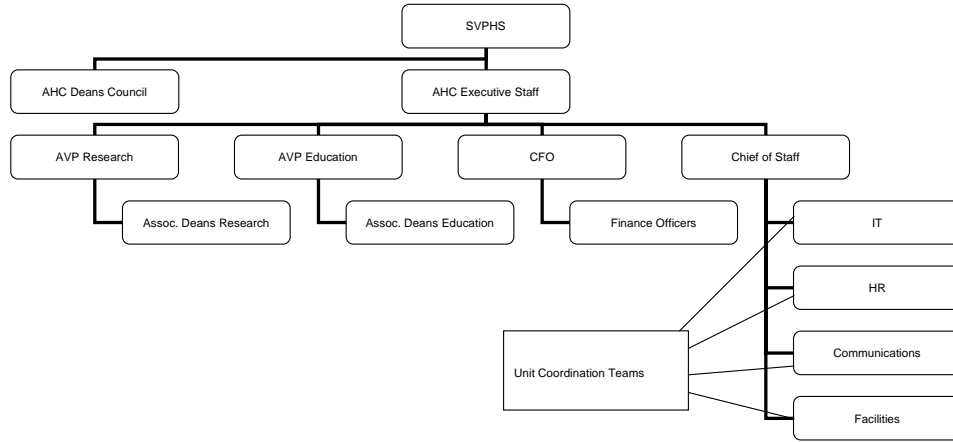 SVPHS
AHC Deans Council
AHC Executive Staff
AVP Research
AVP Education
CFO
Chief of Staff
Assoc. Deans Research
Assoc. Deans Education
Finance Officers
IT
HR
Unit Coordination Teams
Communications
Facilities